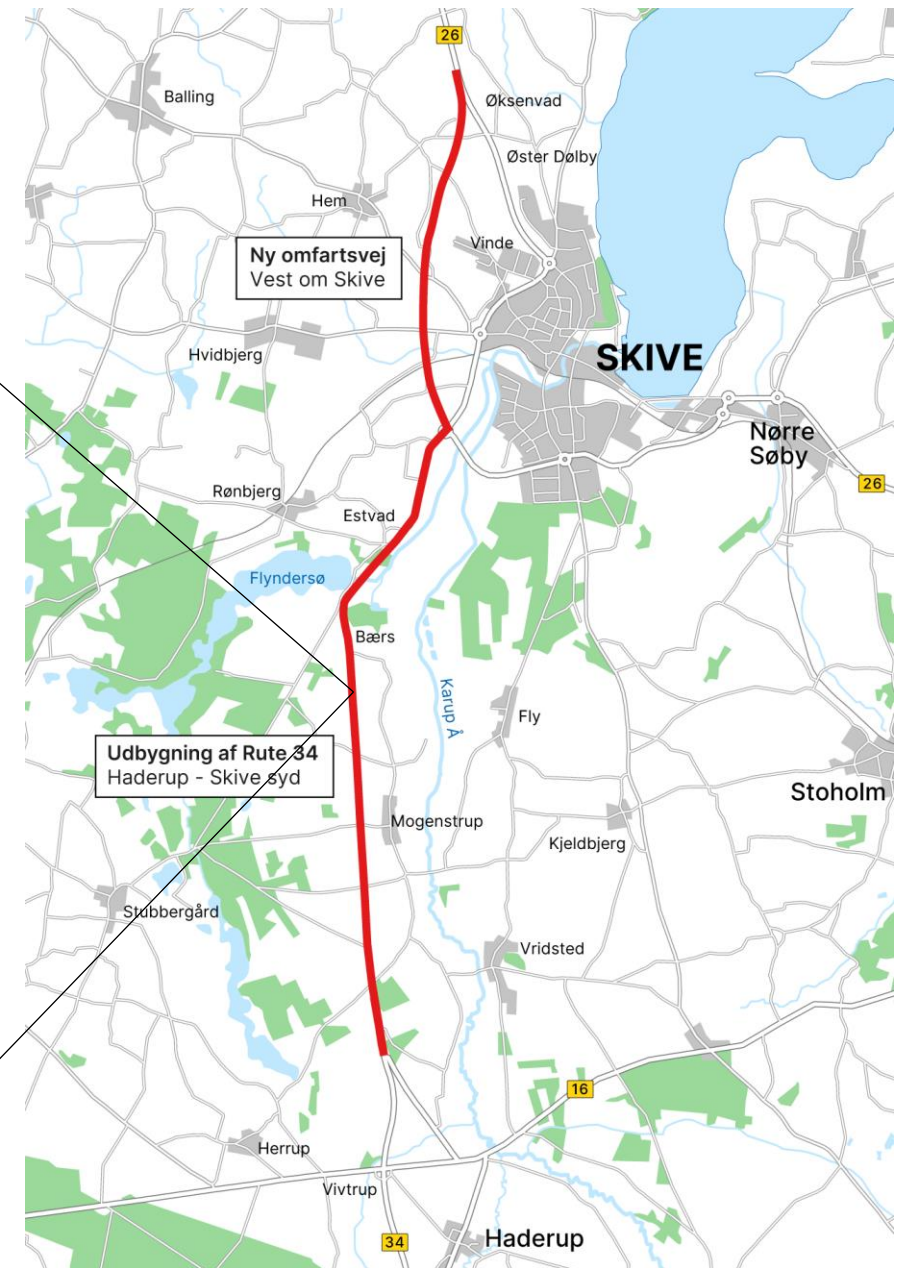 26
Balling
Øksenvad
Øster Dølby
Hem
Vinde
Ny omfartsvej
Vest om Skive
Hvidbjerg
SKIVE
Nørre
Søby
26
Rønbjerg
Estvad
Flyndersø
Bærs
Karup Å
Fly
Udbygning af Rute 34
Haderup - Skive syd
Stoholm
Mogenstrup
Kjeldbjerg
Stubbergård
Vridsted
16
Herrup
Vivtrup
34
Haderup